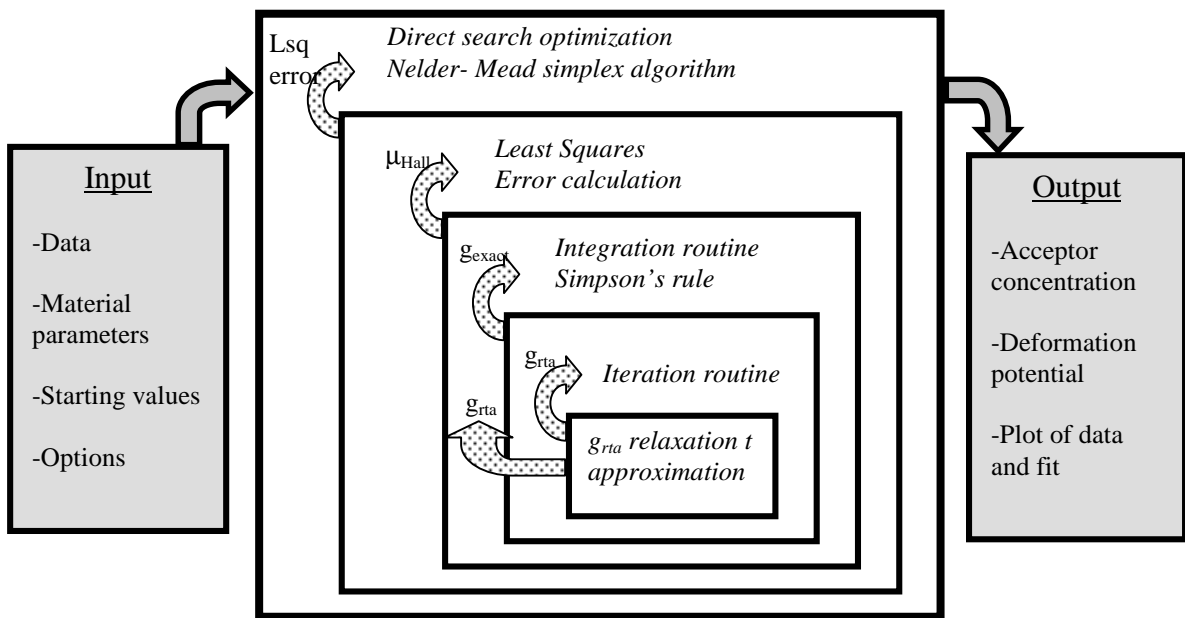 Input
-Data
-Material
parameters
-Starting values
-Options
Lsq
error
Direct search optimization
Nelder- Mead simplex algorithm
μHall
Least Squares
Error calculation
gexact
Integration routine
Simpson's rule
grta
Iteration routine
grta
grta relaxation t
approximation
Output
-Acceptor
concentration
-Deformation
potential
-Plot of data
and fit